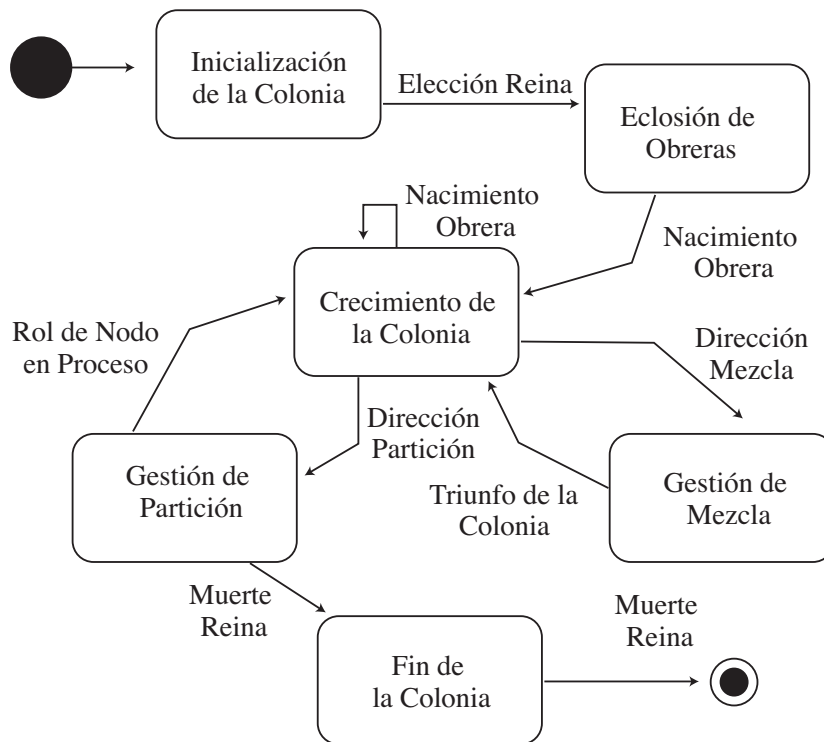 Inicialización
de la Colonia
Elección Reina
Eclosión de
Obreras
Nacimiento
Obrera
Nacimiento
Obrera
Crecimiento de
la Colonia
Rol de Nodo
en Proceso
Dirección
Mezcla
Dirección
Partición
Gestión de
Partición
Triunfo de la
Colonia
Gestión de
Mezcla
Muerte
Reina
Fin de
la Colonia
Muerte
Reina